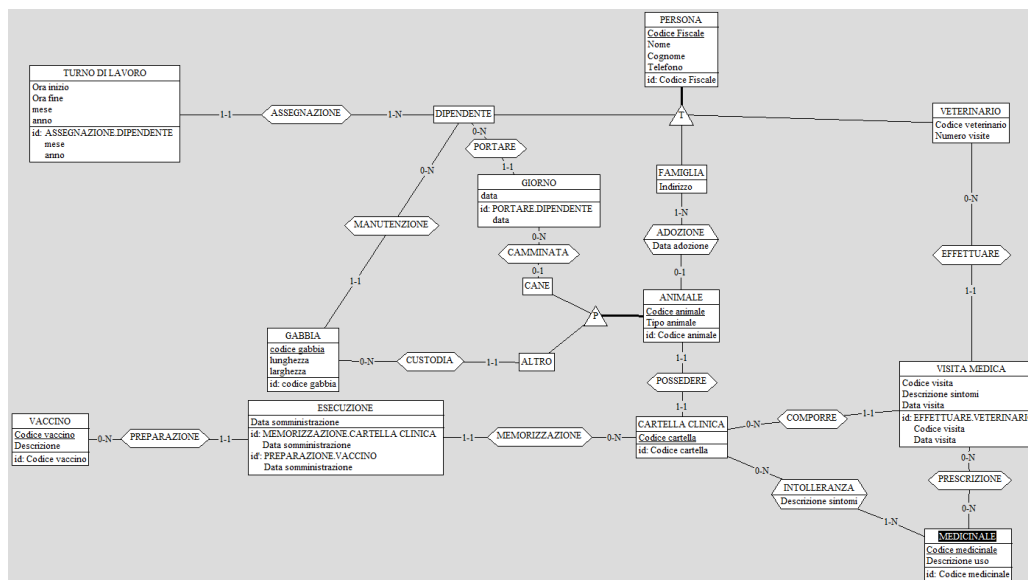 PERSONA
Codice Fiscale
Nome
Cognome
Telefono
id: Codice Fiscale
TURNO DI LAVORO
Ora inizio
Ora fine
mese
anno
id: ASSEGNAZIONE.DIPENDENTE
mese
anno
1-1
ASSEGNAZIONE
1-N
DIPENDENTE
T
VETERINARIO
Codice veterinario
Numero visite
0-N
PORTARE
1-1
GIORNO
data
id: PORTARE.DIPENDENTE
data
FAMIGLIA
Indirizzo
1-N
ADOZIONE
Data adozione
0-1
0-N
EFFETTUARE
1-1
0-N
MANUTENZIONE
1-1
0-N
CAMMINATA
0-1
CANE
P
ANIMALE
Codice animale
Tipo animale
id: Codice animale
GABBIA
codice gabbia
lunghezza
larghezza
id: codice gabbia
0-N
CUSTODIA
1-1
ALTRO
1-1
POSSEDERE
1-1
VISITA MEDICA
Codice visita
Descrizione sintomi
Data visita
id: EFFETTUARE.VETERINARIO
Codice visita
Data visita
VACCINO
Codice vaccino
Descrizione
id: Codice vaccino
0-N
PREPARAZIONE
1-1
ESECUZIONE
Data somministrazione
id: MEMORIZZAZIONE.CARTELLA CLINICA
Data somministrazione
id': PREPARAZIONE.VACCINO
Data somministrazione
1-1
MEMORIZZAZIONE
0-N
CARTELLA CLINICA
Codice cartella
id: Codice cartella
0-N
COMPORRE
1-1
0-N
INTOLLERANZA
Descrizione sintomi
1-N
0-N
PRESCRIZIONE
0-N
MEDICINALE
Codice medicinale
Descrizione uso
id: Codice medicinale